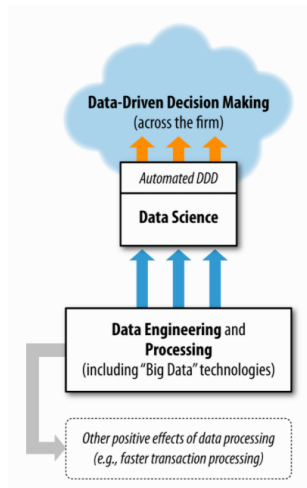 Data-Driven Decision Making
(across the firm)
Automated DDD
Data Science
Data Engineering and
Processing
(including “Big Data” technologies)
Other positive effects of data processing
(e.g., faster transaction processing)